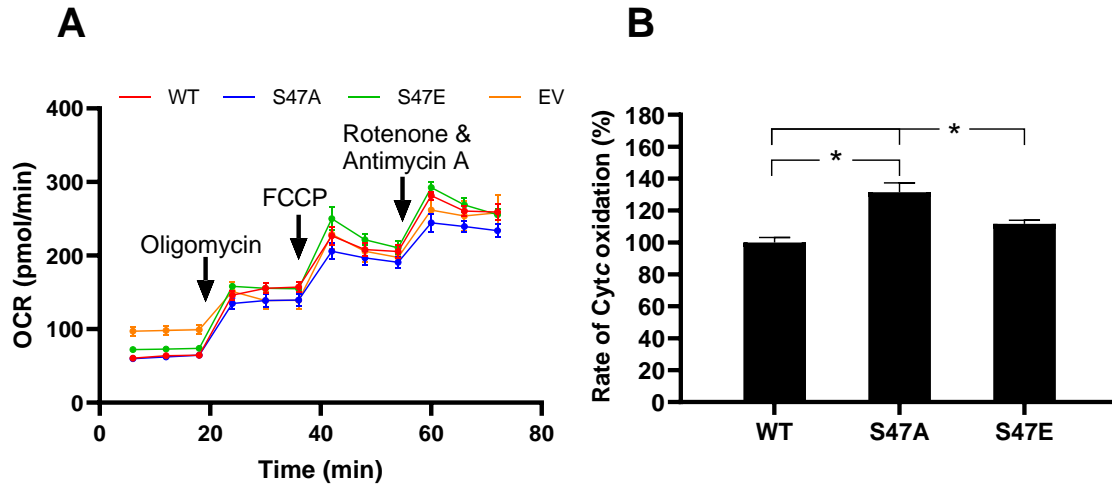 A
WT S47A S47E EV
OCR (pmol/min)
400
300
200
100
0
Oligomycin
FCCP
Rotenone &
Antimycin A
0 20 40 60 80
Time (min)
B
Rate of Cytc oxidation (%)
180
160
140
120
100
80
60
40
20
0
*
*
WT S47A S47E